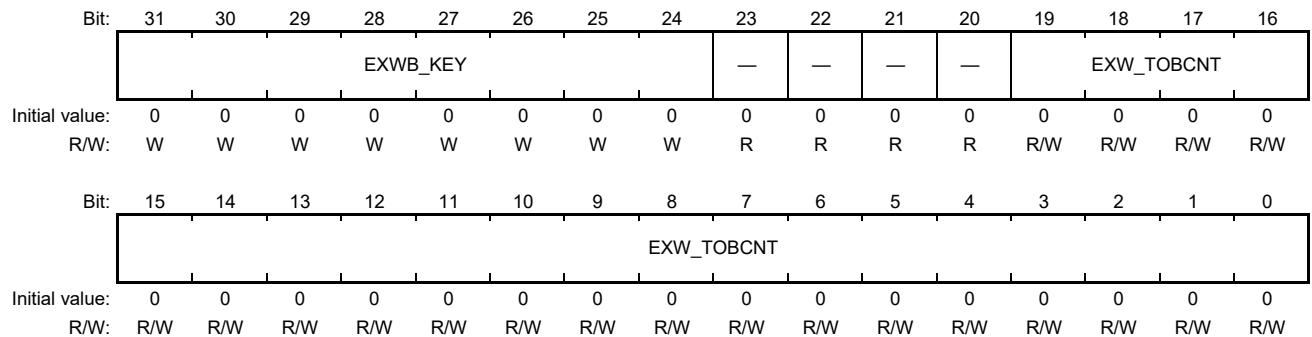 Bit: 31 30 29 28 27 26 25 24 23 22 21 20 19 18 17 16
EXWB_KEY — — — — EXW_TOBCNT
Initial value: 0 0 0 0 0 0 0 0 0 0 0 0 0 0 0 0
R/W: W W W W W W W W R R R R R/W R/W R/W R/W
Bit: 15 14 13 12 11 10 9 8 7 6 5 4 3 2 1 0
EXW_TOBCNT
Initial value: 0 0 0 0 0 0 0 0 0 0 0 0 0 0 0 0
R/W: R/W R/W R/W R/W R/W R/W R/W R/W R/W R/W R/W R/W R/W R/W R/W R/W